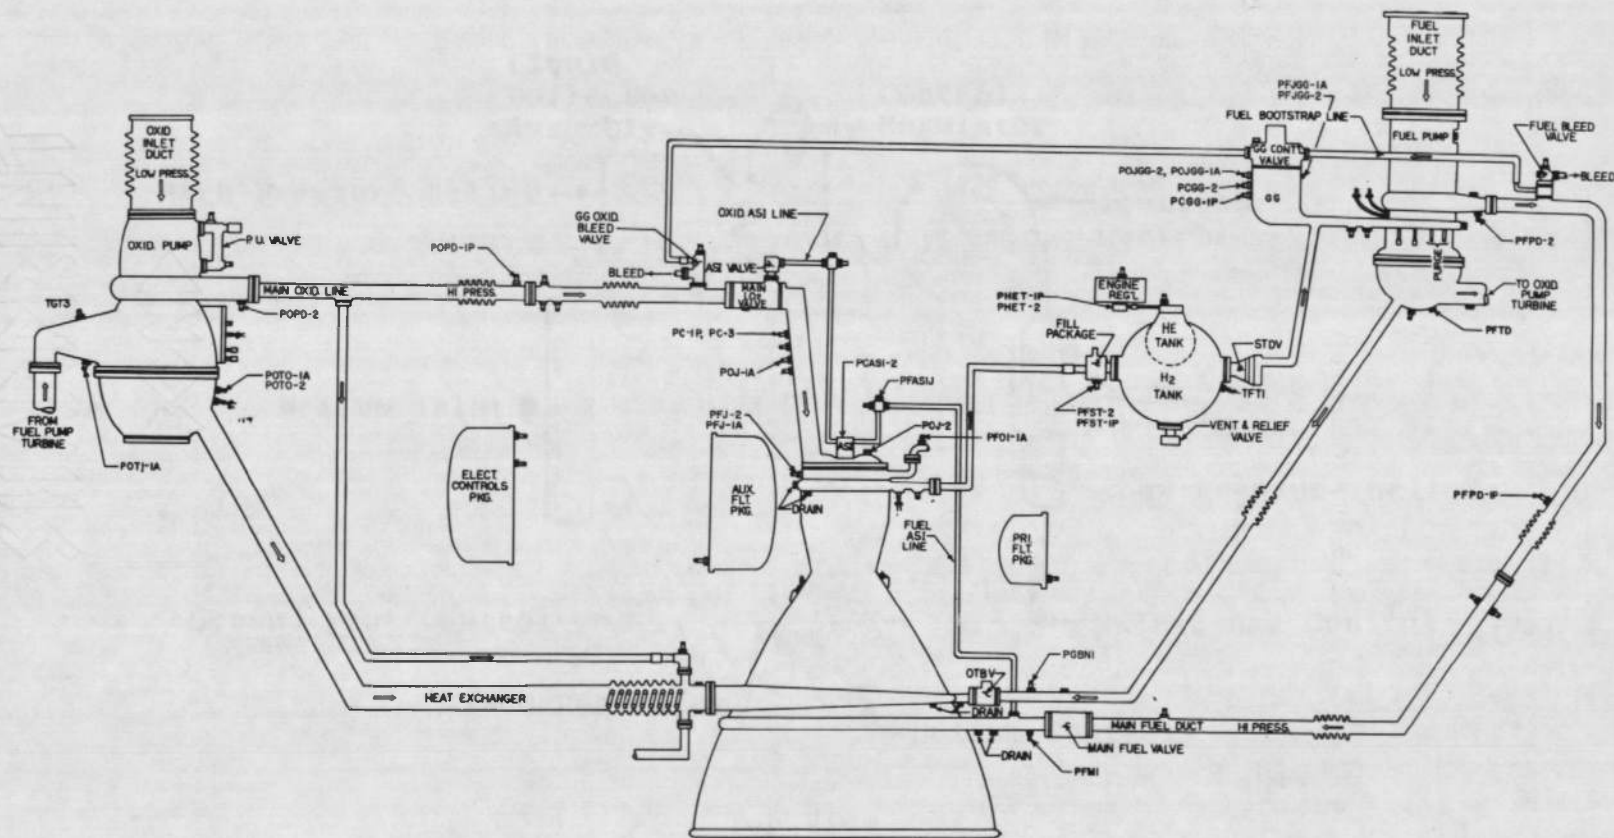 FUEL
INLET
DUCT
LOW PRESS.
PFJGG-1A
PFJGG-2
FUEL BOOTSTRAP LINE
FUEL PUMP
FUEL BLEED
VALVE
BLEED
OXID
INLET
DUCT
LOW PRESS.
GG CONT.
VALVE
POJGG-2, POJGG-1A
PCGG-2
PCGG-1P
GG
OXID. PUMP
P.U. VALVE
GG OXID.
BLEED
VALVE
OXID. ASI LINE
PFPD-2
PURGE
POPD-1P
BLEED
ASI VALVE
MAIN OXID. LINE
HI PRESS.
MAIN
LOX
VALVE
ENGINE
REG'L.
PHET-1P
PHET-2
TO OXID.
PUMP
TURBINE
TGT3
POPD-2
FILL
PACKAGE
HE
TANK
STDV
PFTD
PC-1P, PC-3
POJ-1A
PCASI-2
PFASIJ
H2
TANK
TFTI
POTO-1A
POTO-2
PFST-2
PFST-1P
VENT & RELIEF
VALVE
FROM
FUEL PUMP
TURBINE
PFJ-2
PFJ-1A
ASI
POJ-2
PFOI-1A
POTJ-1A
ELECT.
CONTROLS
PKG.
AUX.
FLT.
PKG.
DRAIN
PFPD-1P
FUEL
ASI
LINE
PRI.
FLT.
PKG.
HEAT EXCHANGER
OTBV
PGBNI
DRAIN
MAIN FUEL DUCT
HI PRESS.
DRAIN
MAIN FUEL VALVE
PFMI